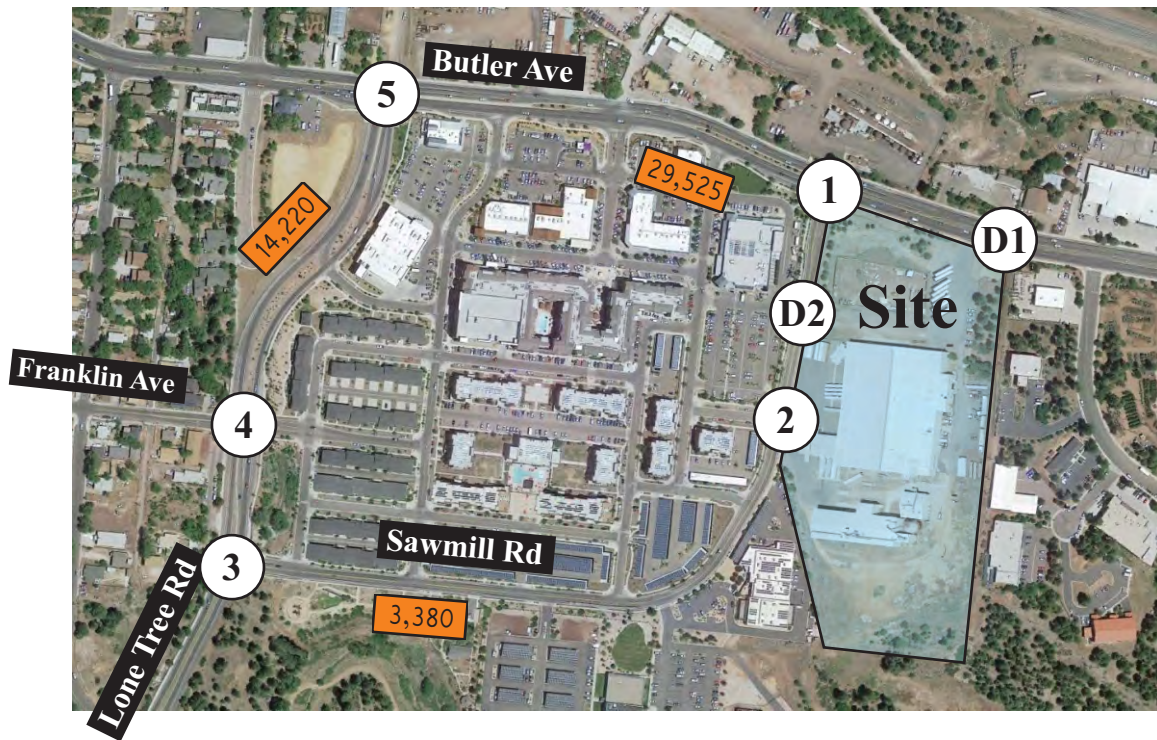 Butler Ave
5
29,525
1
14,220
D1
Site
D2
Franklin Ave
4
2
Sawmill Rd
3
Lone Tree Rd
3,380